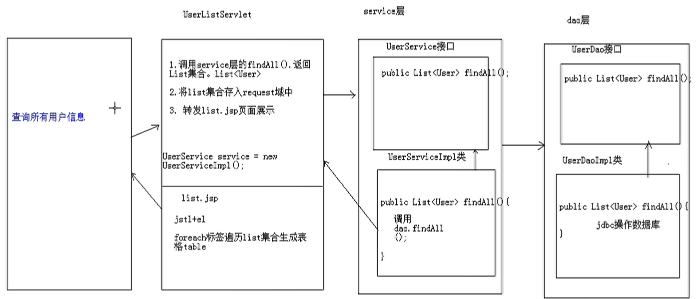 UserListServlet
service层
dao层
查询所有用户信息
1.调用service层的findAll().返回
List集合。List<User>
2.将list集合存入request域中
3. 转发list.jsp页面展示
UserService service = new
UserServiceImpl();
list.jsp
jstl+el
foreach标签遍历list集合生成表
格table
UserService接口
public List<User> findAll();
UserServiceImpl类
public List<User> findAll(){
调用
dao.findAll
();
}
UserDao接口
public List<User> findAll();
UserDaoImpl类
public List<User> findAll(){
jdbc操作数据库
}